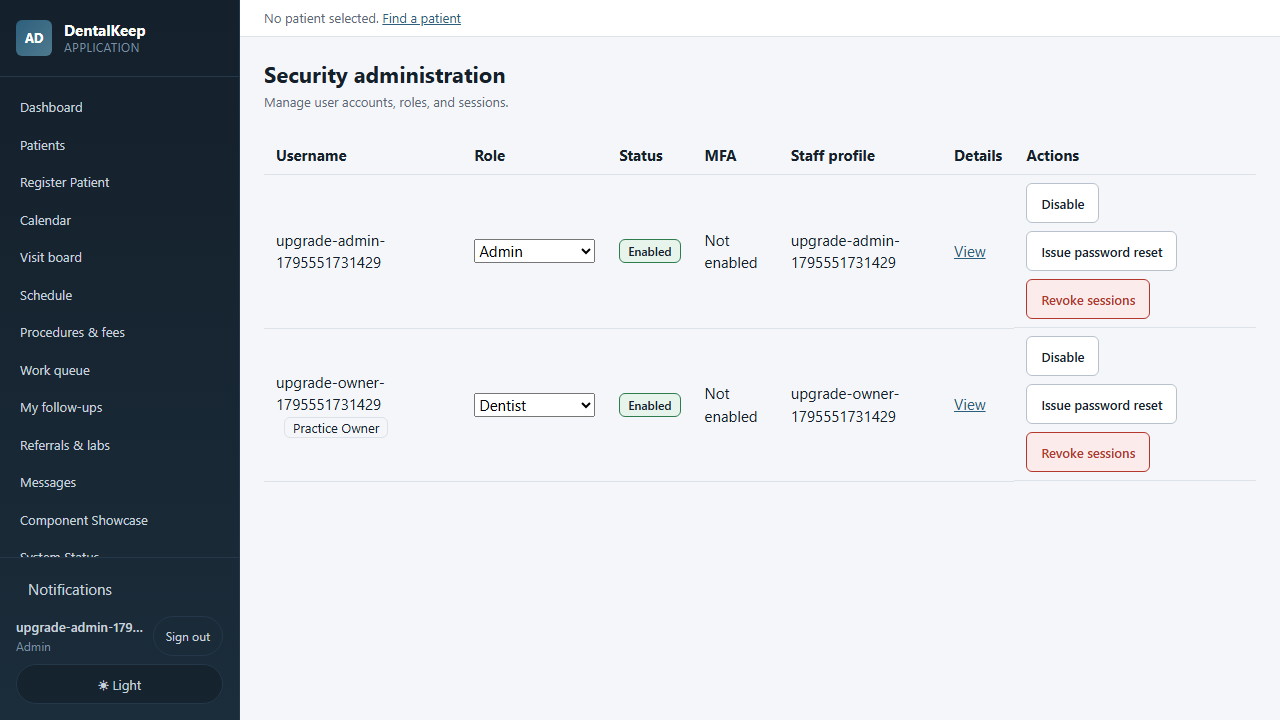 AD
DentalKeep
APPLICATION
Dashboard
Patients
Register Patient
Calendar
Visit board
Schedule
Procedures & fees
Work queue
My follow-ups
Referrals & labs
Messages
Component Showcase
System Status
Notifications
upgrade-admin-179...
Admin
Sign out
☀ Light
No patient selected. Find a patient
Security administration
Manage user accounts, roles, and sessions.
Username Role Status MFA Staff profile Details Actions
upgrade-admin-
1795551731429
Admin
Enabled
Not
enabled
upgrade-admin-
1795551731429
View
Disable
Issue password reset
Revoke sessions
upgrade-owner-
1795551731429
Practice Owner
Dentist
Enabled
Not
enabled
upgrade-owner-
1795551731429
View
Disable
Issue password reset
Revoke sessions